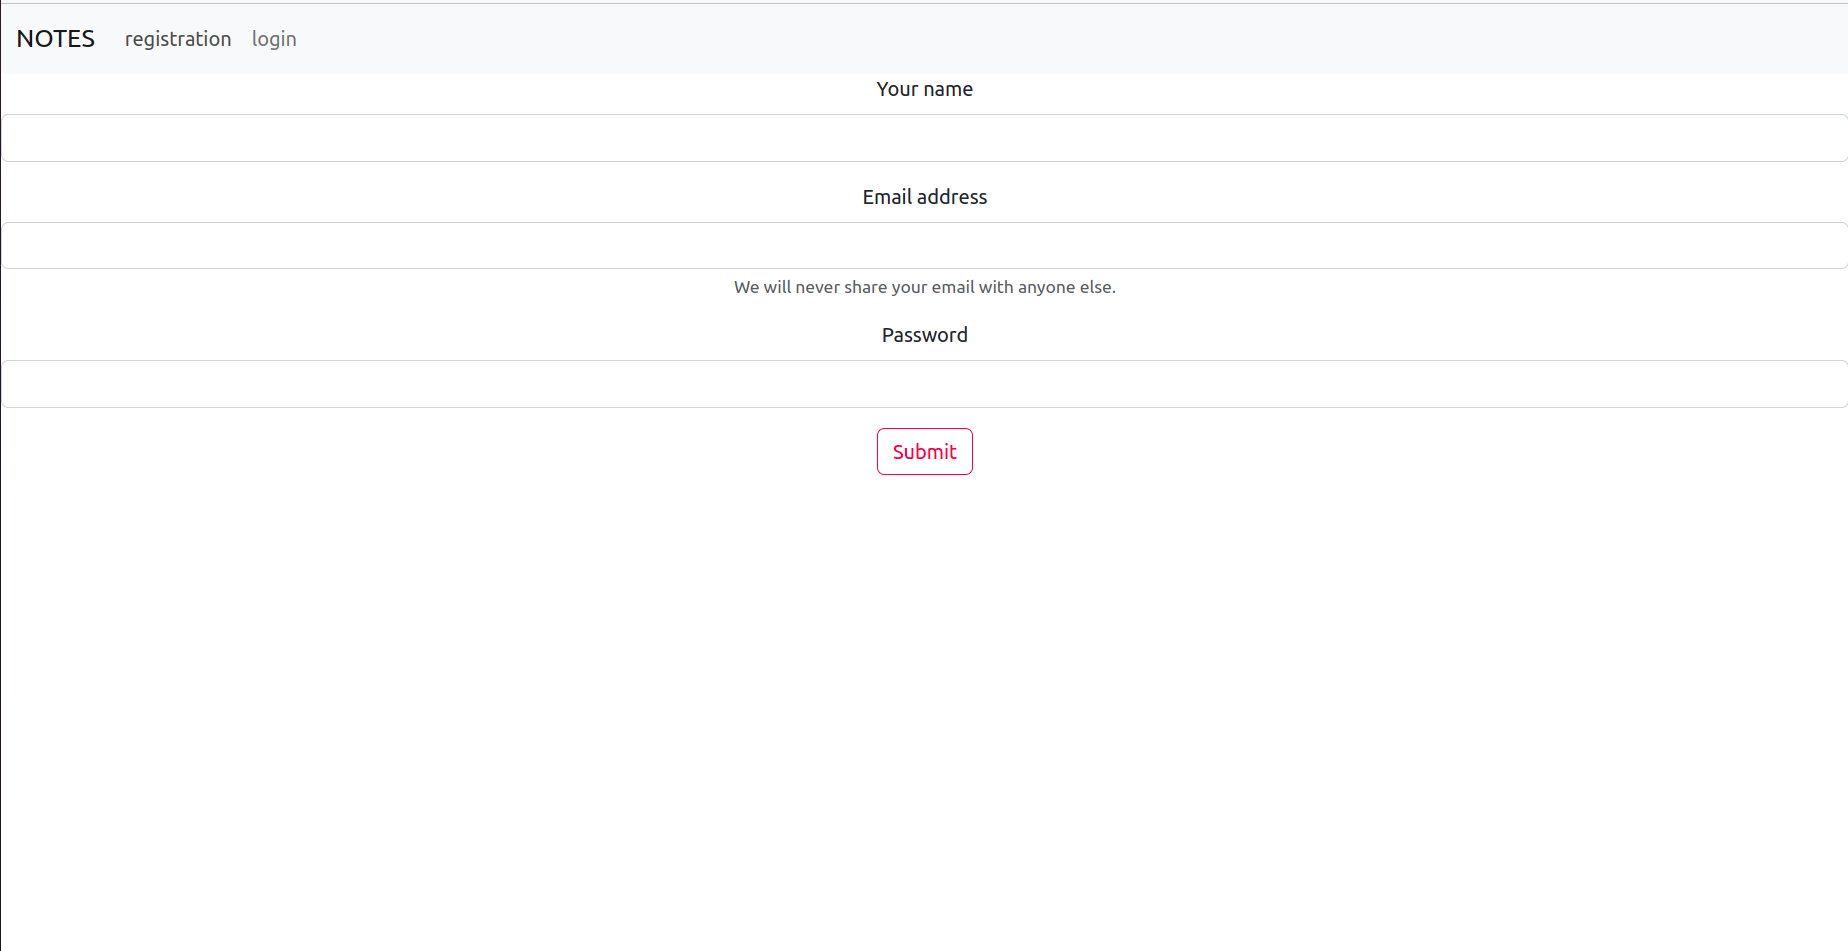 NOTES registration login
Your name
Email address
We will never share your email with anyone else.
Password
Submit